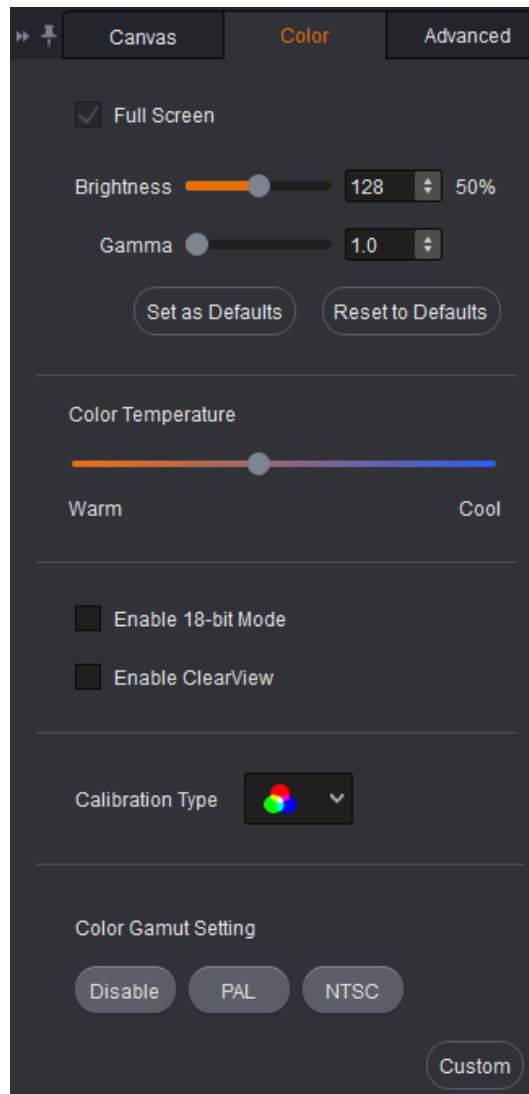 Canvas Color Advanced
Full Screen
Brightness 128 50%
Gamma 1.0
Set as Defaults Reset to Defaults
Color Temperature
Warm Cool
Enable 18-bit Mode
Enable ClearView
Calibration Type
Color Gamut Setting
Disable PAL NTSC
Custom